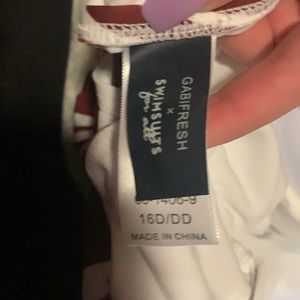 GABIFRESH
x
SWIMSUITS
for all
16D/DD
MADE IN CHINA